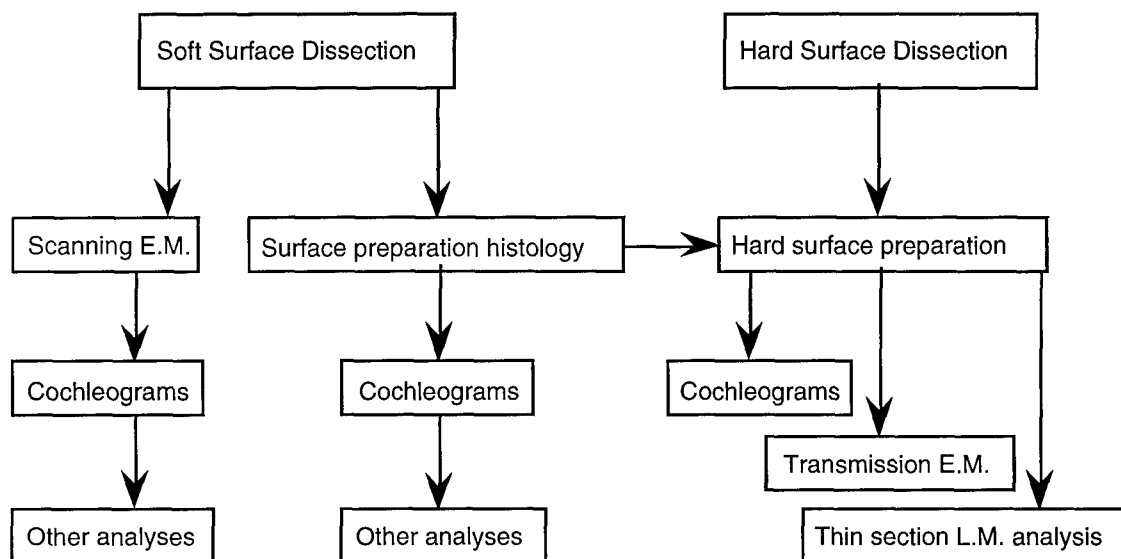 Soft Surface Dissection
Hard Surface Dissection
Scanning E.M.
Surface preparation histology
Hard surface preparation
Cochleograms
Cochleograms
Cochleograms
Transmission E.M.
Other analyses
Other analyses
Thin section L.M. analysis